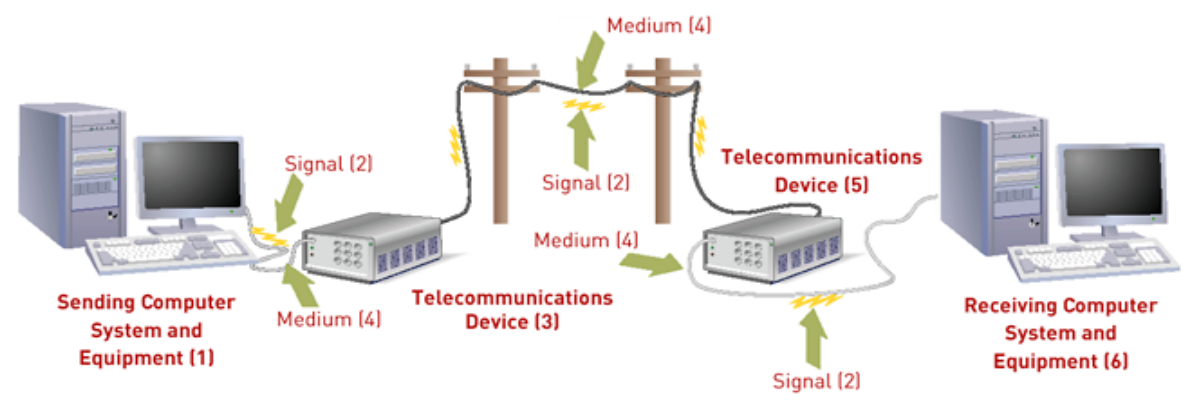 Medium (4)
Signal (2)
Signal (2)
Telecommunications
Device (5)
Medium (4)
Sending Computer
System and
Equipment (1)
Medium (4)
Telecommunications
Device (3)
Signal (2)
Receiving Computer
System and
Equipment (6)